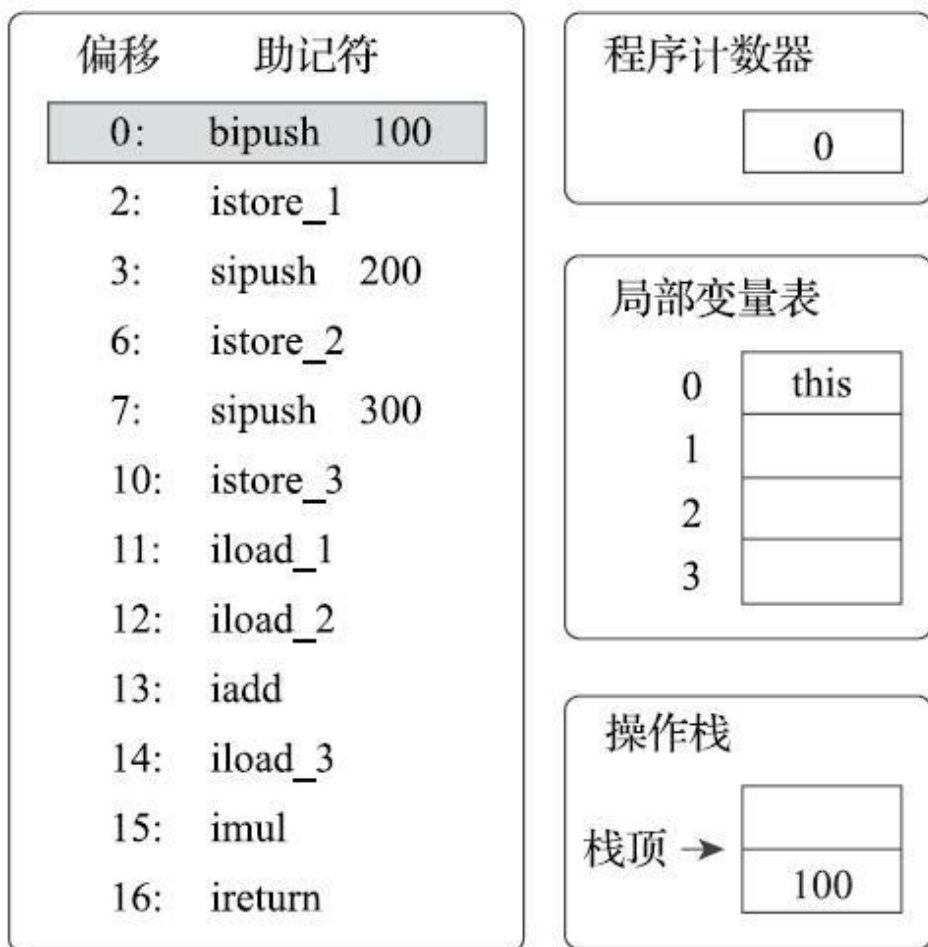 偏移 助记符
0: bipush 100
2: istore_1
3: sipush 200
6: istore_2
7: sipush 300
10: istore_3
11: iload_1
12: iload_2
13: iadd
14: iload_3
15: imul
16: ireturn
程序计数器
0
局部变量表
0 this
1
2
3
操作栈
栈顶
100